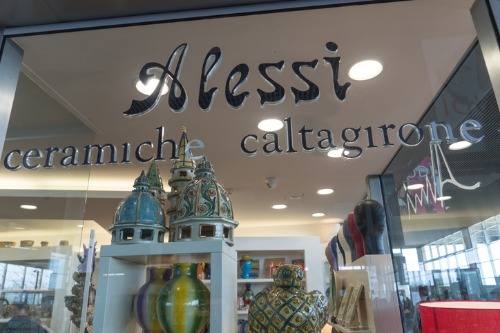 Alessi
ceramiche caltagirone